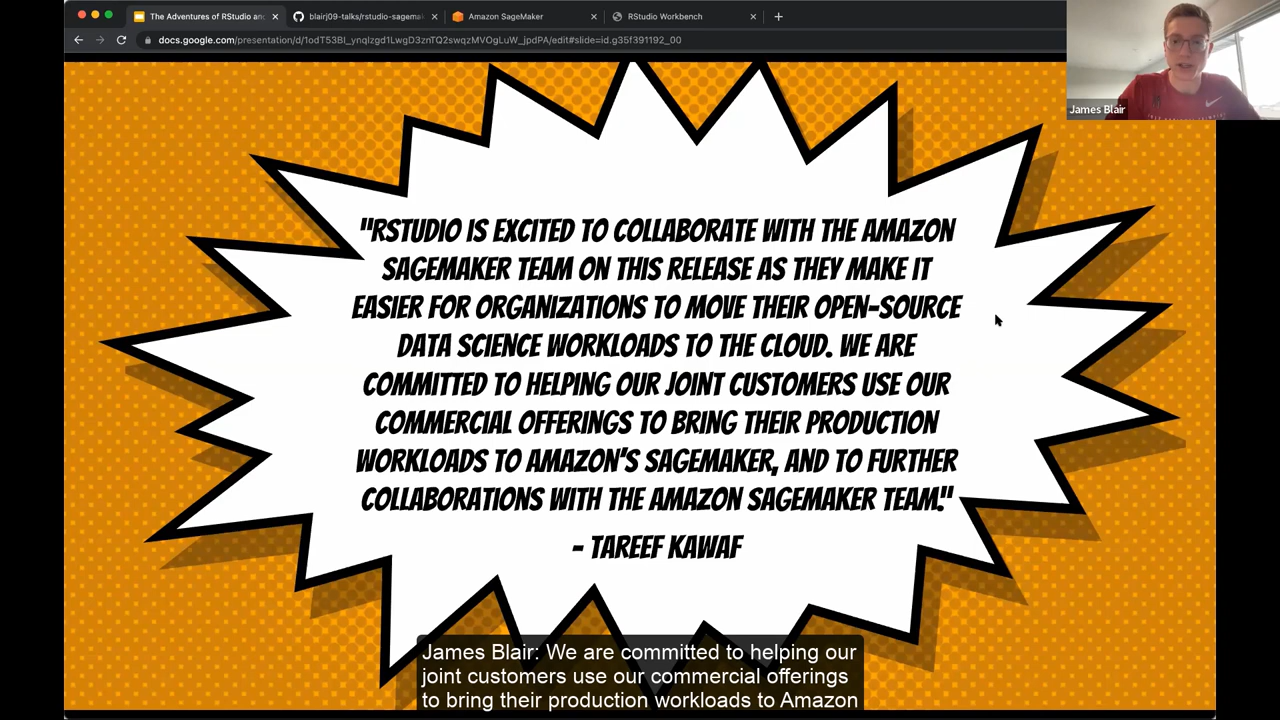 The Adventures of RStudio an
blairj09-talks/rstudio-sagema
Amazon SageMaker
RStudio Workbench
docs.google.com/presentation/d/1odT53Bl_ynqlzgd1LwgD3znTQ2swqzMVOgLuW_jpdPA/edit#slide=id.g35f391192_00
James Blair
"RSTUDIO IS EXCITED TO COLLABORATE WITH THE AMAZON
SAGEMAKER TEAM ON THIS RELEASE AS THEY MAKE IT
EASIER FOR ORGANIZATIONS TO MOVE THEIR OPEN-SOURCE
DATA SCIENCE WORKLOADS TO THE CLOUD. WE ARE
COMMITTED TO HELPING OUR JOINT CUSTOMERS USE OUR
COMMERCIAL OFFERINGS TO BRING THEIR PRODUCTION
WORKLOADS TO AMAZON'S SAGEMAKER, AND TO FURTHER
COLLABORATIONS WITH THE AMAZON SAGEMAKER TEAM."
- TAREEF KAWAF
James Blair: We are committed to helping our
joint customers use our commercial offerings
to bring their production workloads to Amazon